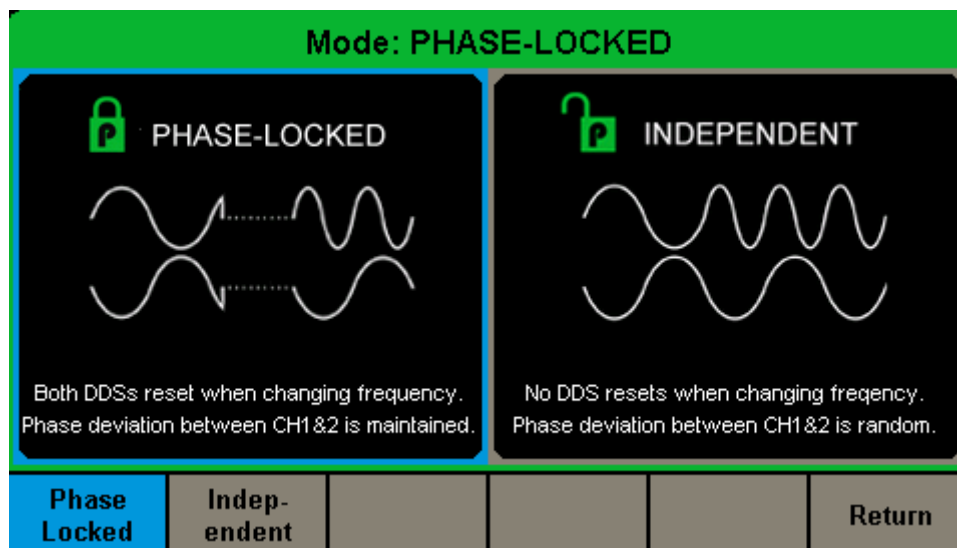 Mode: PHASE-LOCKED
P PHASE-LOCKED
P INDEPENDENT
Both DDSs reset when changing frequency.
Phase deviation between CH1&2 is maintained.
No DDS resets when changing freqency.
Phase deviation between CH1&2 is random.
Phase
Locked
Indep-
endent
Return